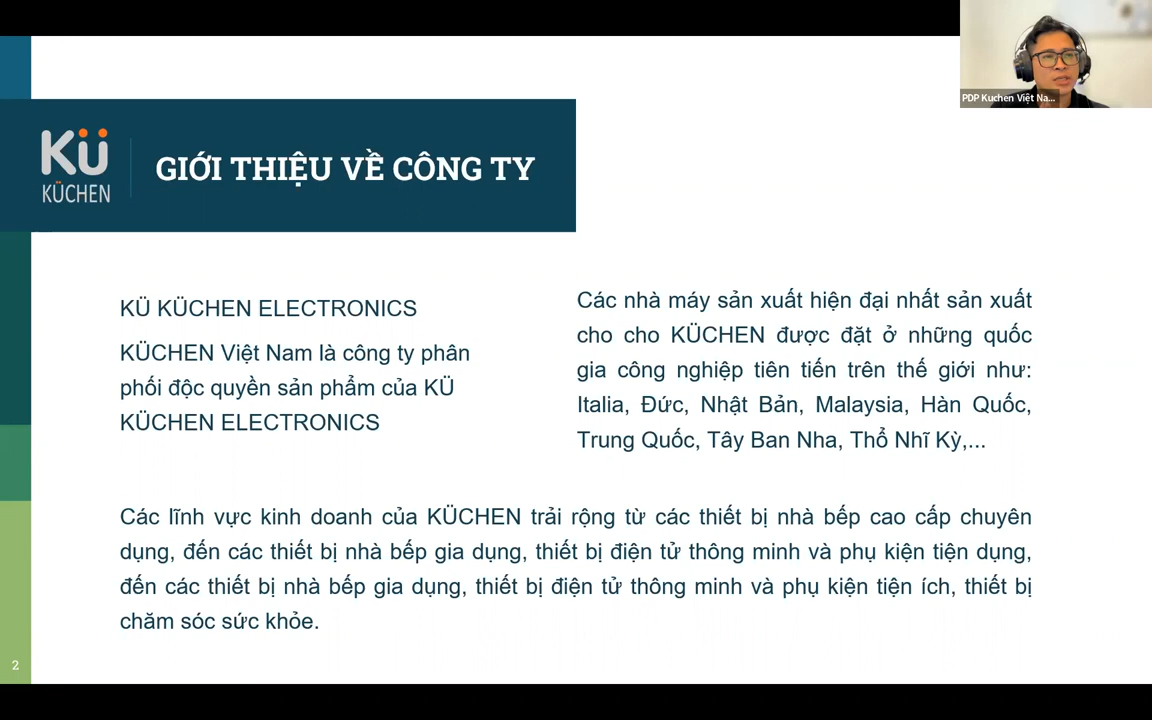 PDP Kuchen Việt Na...
KÜ
KÜCHEN
GIỚI THIỆU VỀ CÔNG TY
KÜ KÜCHEN ELECTRONICS
KÜCHEN Việt Nam là công ty phân
phối độc quyền sản phẩm của KÜ
KÜCHEN ELECTRONICS
Các nhà máy sản xuất hiện đại nhất sản xuất
cho cho KÜCHEN được đặt ở những quốc
gia công nghiệp tiên tiến trên thế giới như:
Italia, Đức, Nhật Bản, Malaysia, Hàn Quốc,
Trung Quốc, Tây Ban Nha, Thổ Nhĩ Kỳ,...
Các lĩnh vực kinh doanh của KÜCHEN trải rộng từ các thiết bị nhà bếp cao cấp chuyên
dụng, đến các thiết bị nhà bếp gia dụng, thiết bị điện tử thông minh và phụ kiện tiện dụng,
đến các thiết bị nhà bếp gia dụng, thiết bị điện tử thông minh và phụ kiện tiện ích, thiết bị
chăm sóc sức khỏe.
2